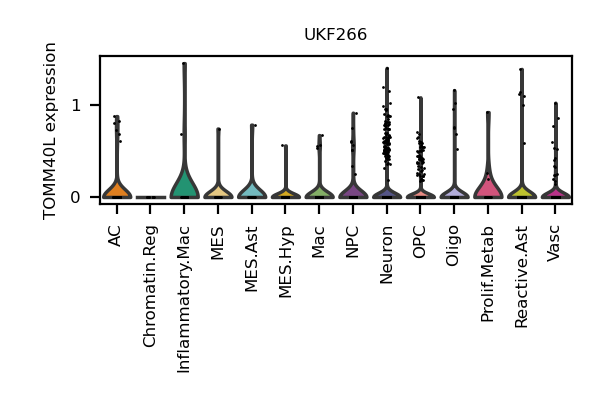 UKF266
TOMM40L expression
1
0
AC
Chromatin.Reg
Inflammatory.Mac
MES
MES.Ast
MES.Hyp
Mac
NPC
Neuron
OPC
Oligo
Prolif.Metab
Reactive.Ast
Vasc